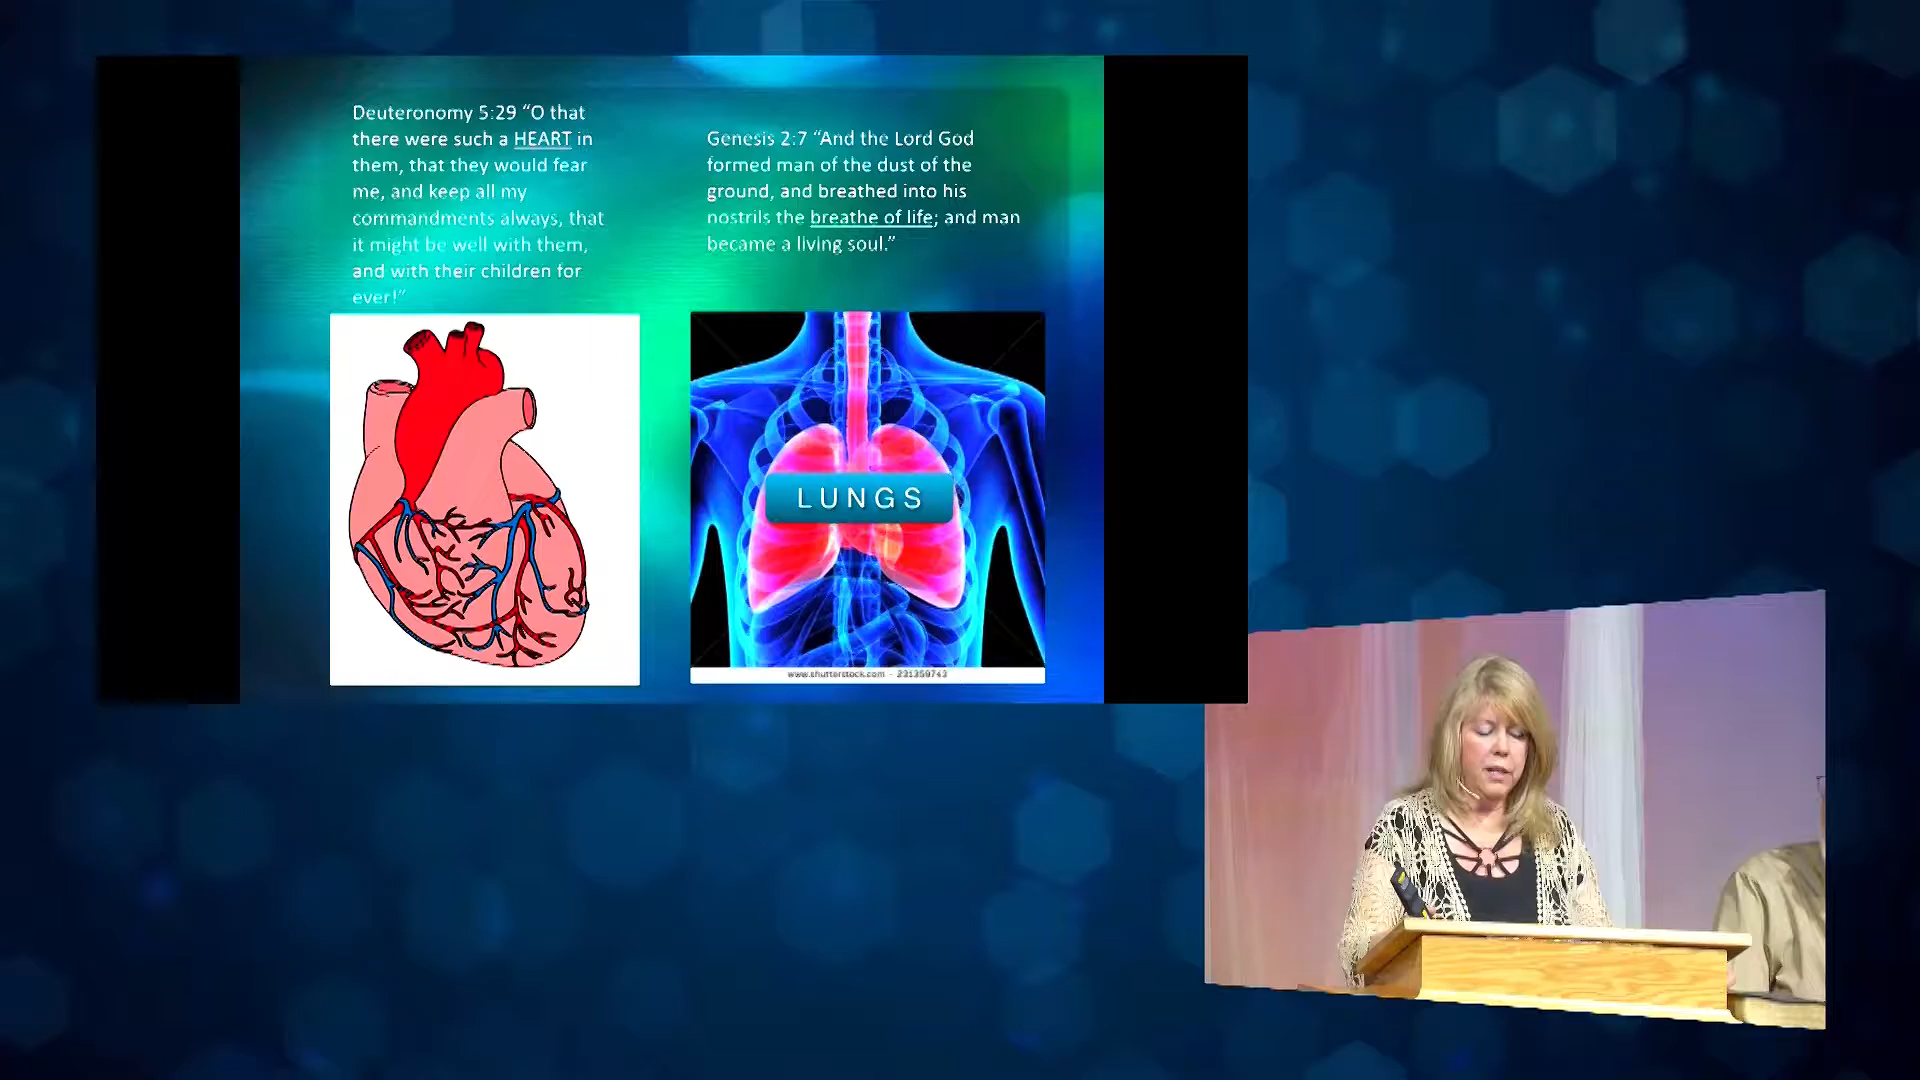 Deuteronomy 5:29 “O that
there were such a HEART in
them, that they would fear
me, and keep all my
commandments always, that
it might be well with them,
and with their children for
ever!”
Genesis 2:7 “And the Lord God
formed man of the dust of the
ground, and breathed into his
nostrils the breathe of life; and man
became a living soul.”
LUNGS
www.shutterstock.com - 231359743